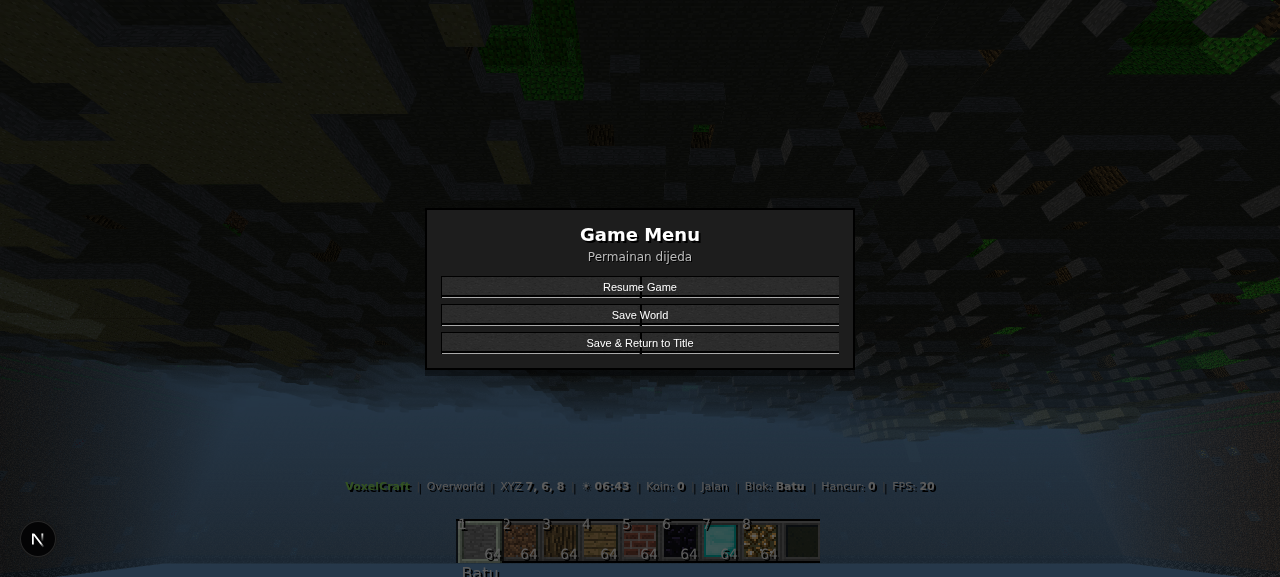 Game Menu
Permainan dijeda
Resume Game
Save World
Save & Return to Title
VoxelCraft | Overworld | XYZ 7, 6, 8 | ☀ 06:43 | Koin: 0 | Jalan | Blok: Batu | Hancur: 0 | FPS: 20
1 2 3 4 5 6 7 8
64 64 64 64 64 64 64 64
Batu
N